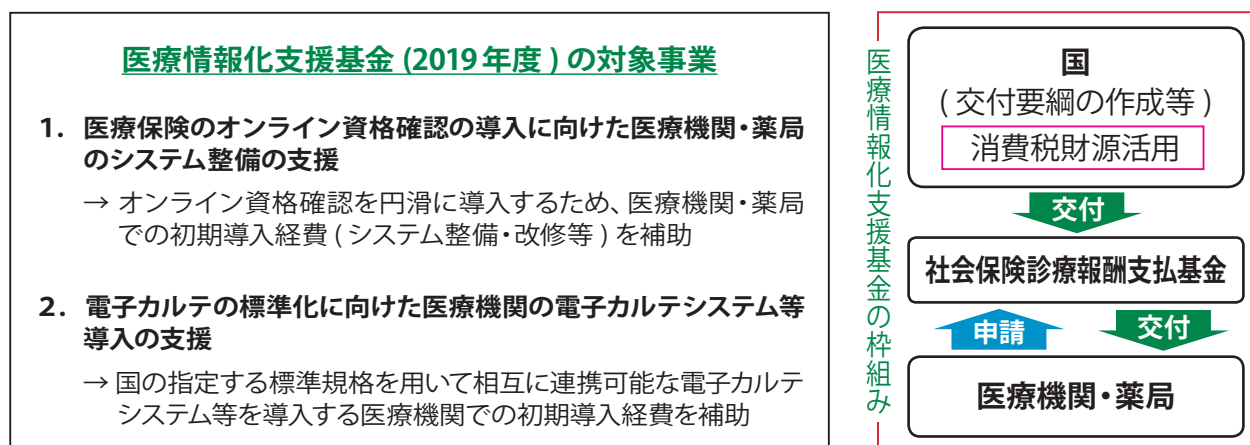 医療情報化支援基金 (2019年度 ) の対象事業
1. 医療保険のオンライン資格確認の導入に向けた医療機関・薬局
のシステム整備の支援
→ オンライン資格確認を円滑に導入するため、医療機関・薬局
での初期導入経費 ( システム整備・改修等 ) を補助
2. 電子カルテの標準化に向けた医療機関の電子カルテシステム等
導入の支援
→ 国の指定する標準規格を用いて相互に連携可能な電子カルテ
システム等を導入する医療機関での初期導入経費を補助
医療情報化支援基金の枠組み
国
( 交付要綱の作成等 )
消費税財源活用
交付
社会保険診療報酬支払基金
申請
交付
医療機関・薬局